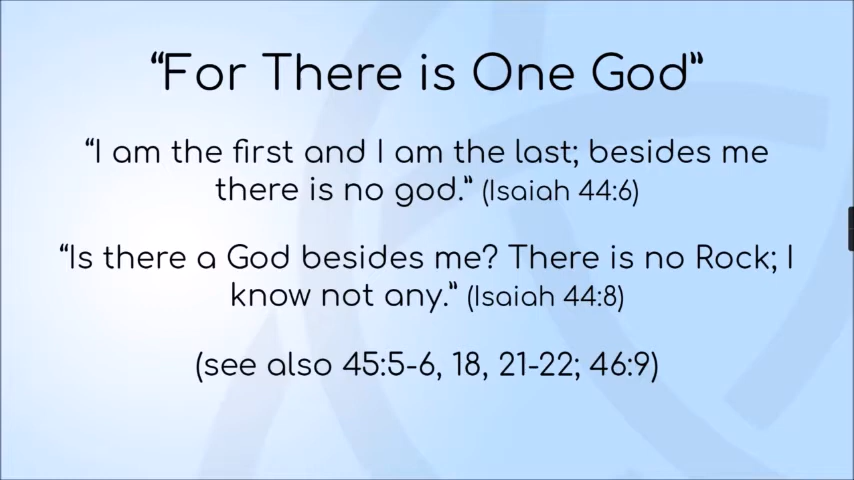 “For There is One God”
“I am the first and I am the last; besides me
there is no god.” (Isaiah 44:6)
“Is there a God besides me? There is no Rock; I
know not any.” (Isaiah 44:8)
(see also 45:5-6, 18, 21-22; 46:9)